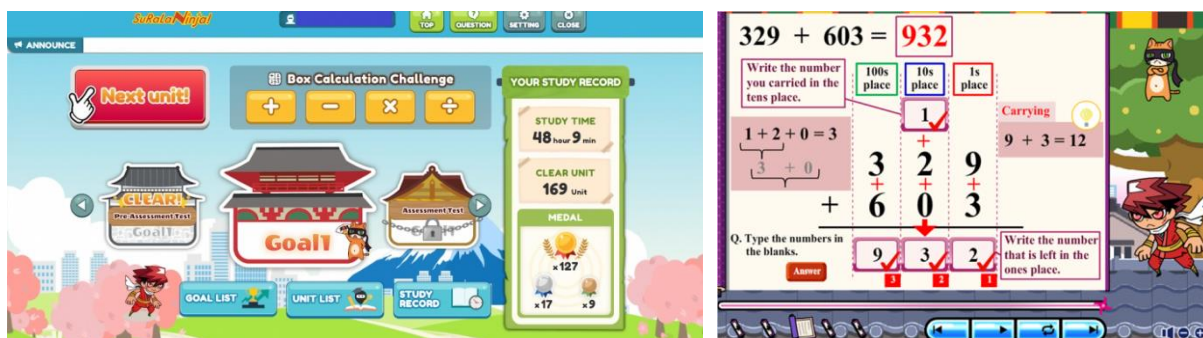 SuRaLa Ninja!
TOP
QUESTION
SETTING
CLOSE
ANNOUNCE
Next unit!
Box Calculation Challenge
+
−
×
÷
CLEAR!
Pre Assessment Test
Goal1
Goal1
Assessment Test
GOAL LIST
UNIT LIST
STUDY
RECORD
YOUR STUDY RECORD
STUDY TIME
48 hour 9 min
CLEAR UNIT
169 Unit
MEDAL
×127
×17
×9
329 + 603 = 932
Write the number
you carried in the
tens place.
100s
place
10s
place
1s
place
1
Carrying
9 + 3 = 12
1 + 2 + 0 = 3
3 + 0
+
3 2 9
+ + +
+ 6 0 3
Q. Type the numbers in
the blanks.
Answer
9 3 2
3 2 1
Write the number
that is left in the
ones place.